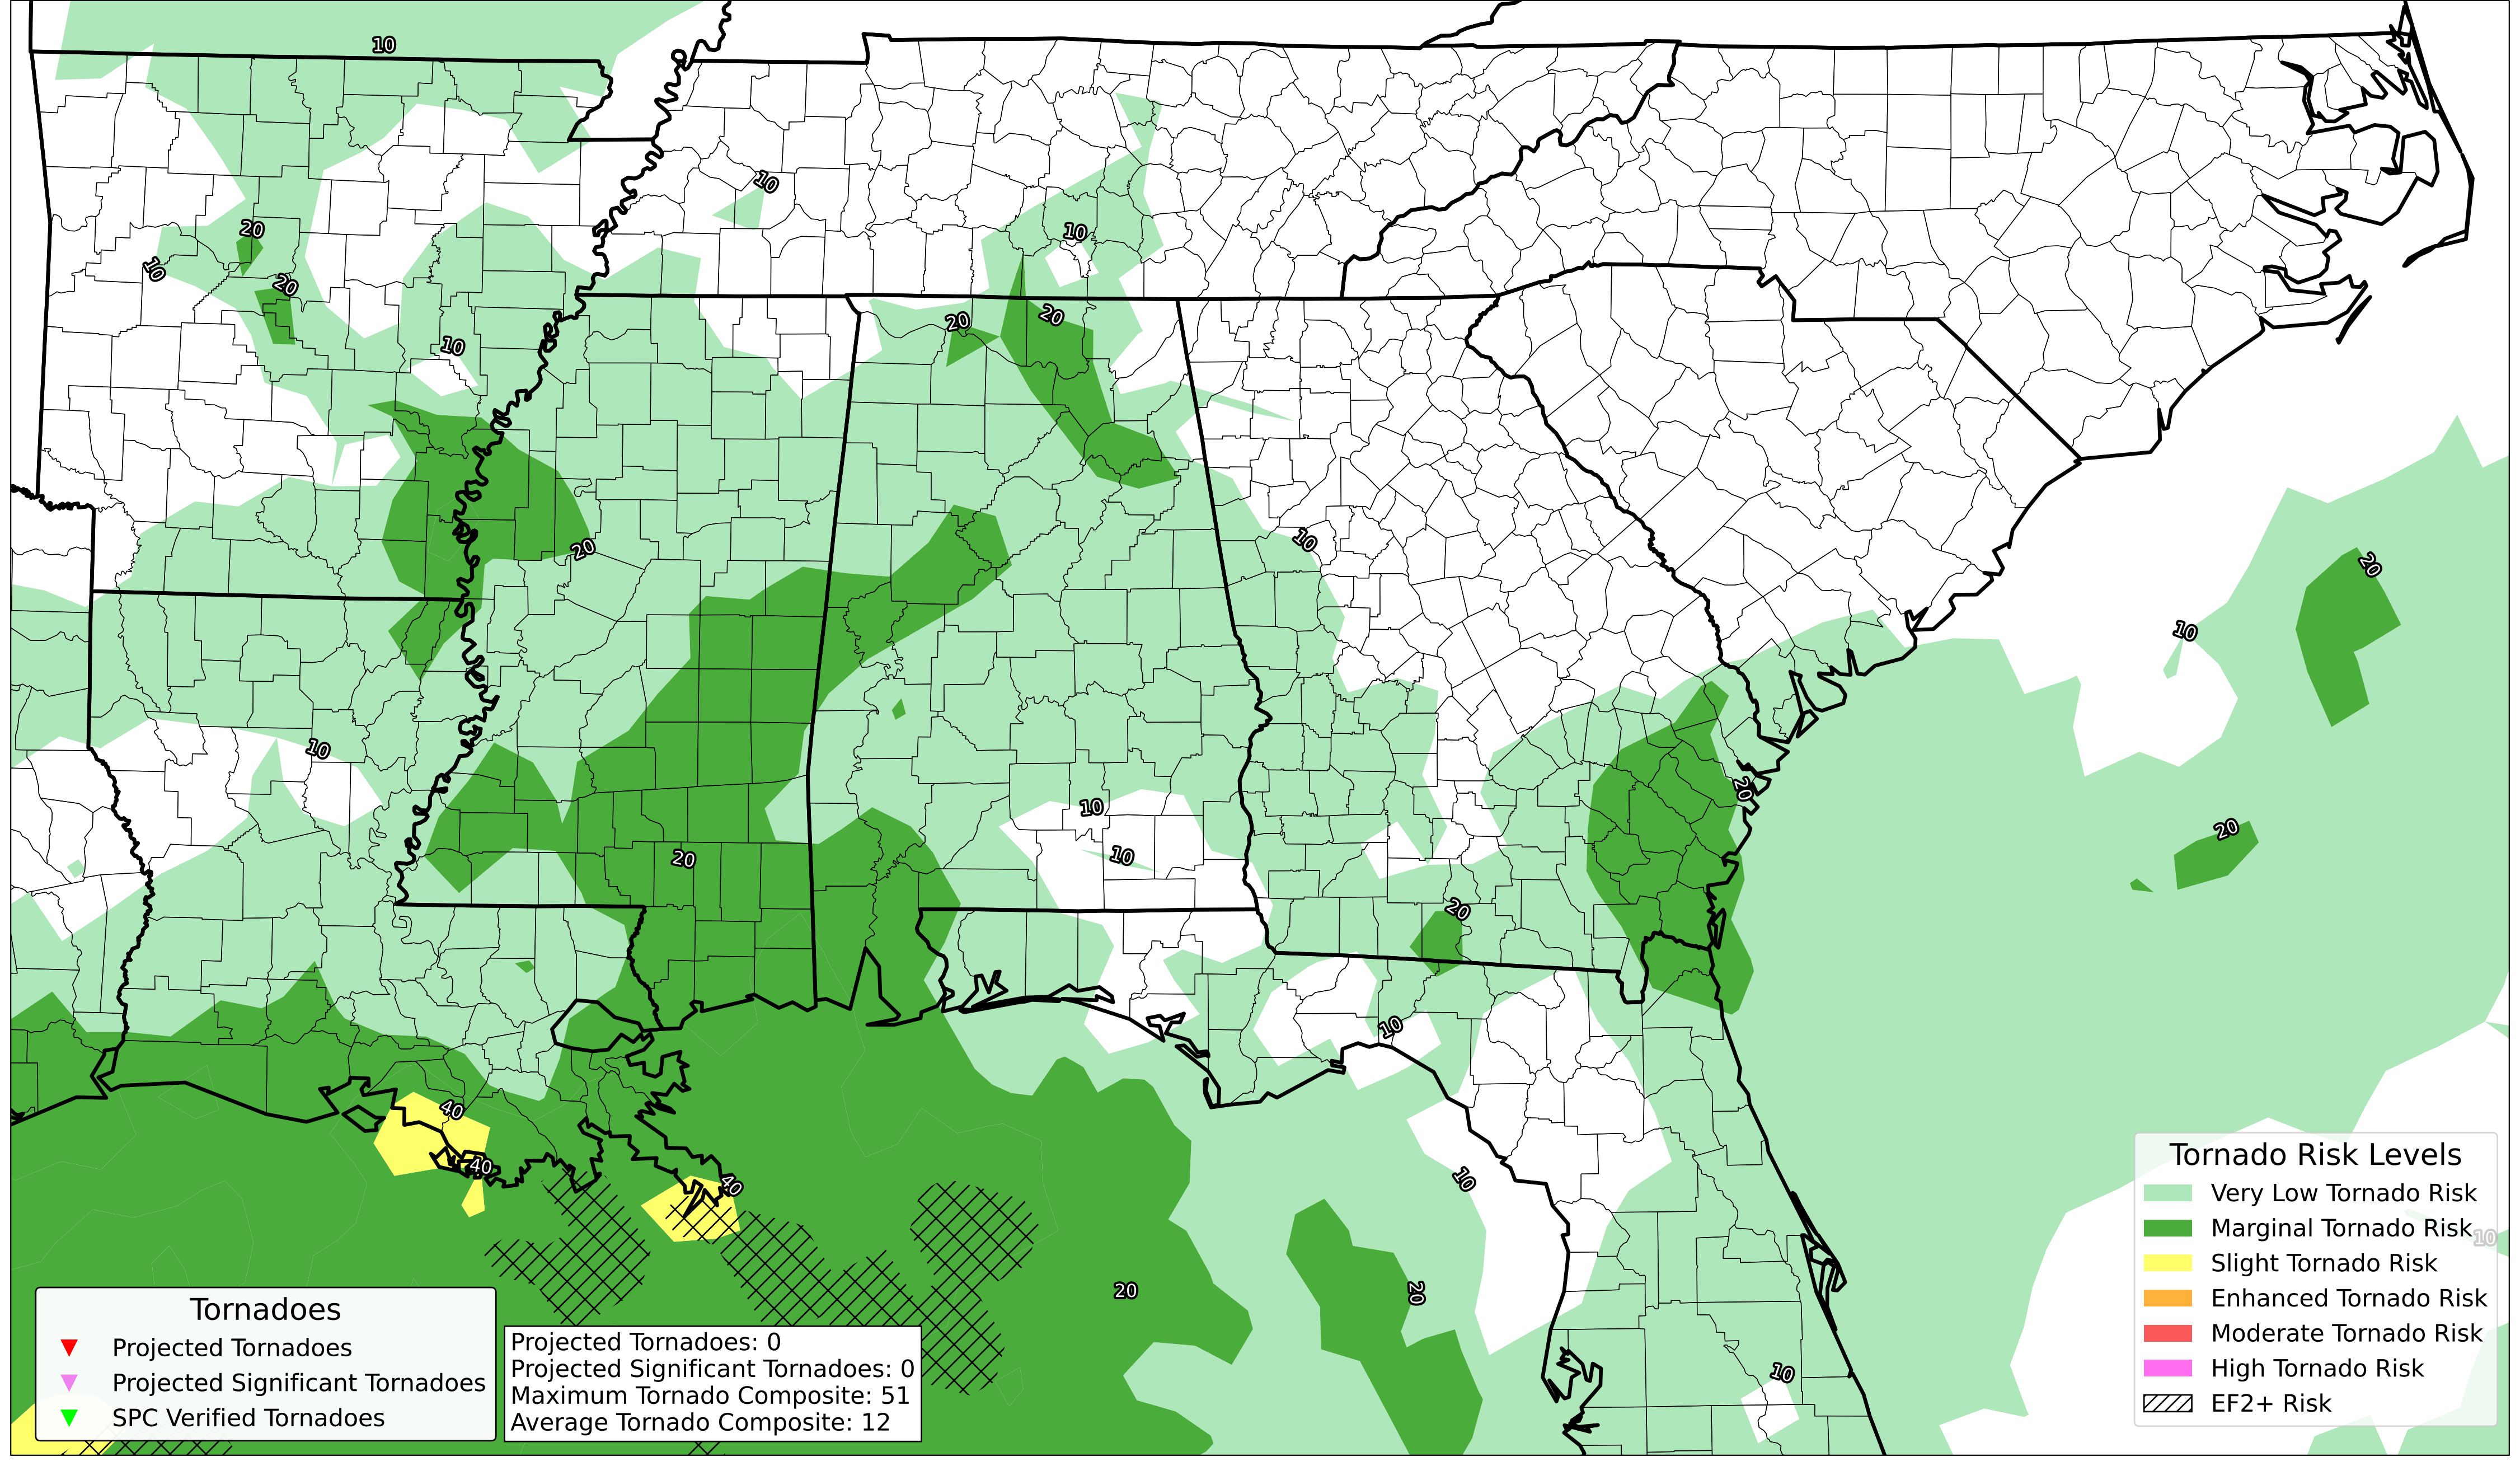 10
10
20
10
10
20
20
20
10
20
20
10
20
10
10
20
10
20
20
10
20
10
10
40
40
40
10
20
20
10
10
Tornado Risk Levels
Very Low Tornado Risk
Marginal Tornado Risk
Slight Tornado Risk
Enhanced Tornado Risk
Moderate Tornado Risk
High Tornado Risk
EF2+ Risk
Tornadoes
Projected Tornadoes
Projected Significant Tornadoes
SPC Verified Tornadoes
Projected Tornadoes: 0
Projected Significant Tornadoes: 0
Maximum Tornado Composite: 51
Average Tornado Composite: 12